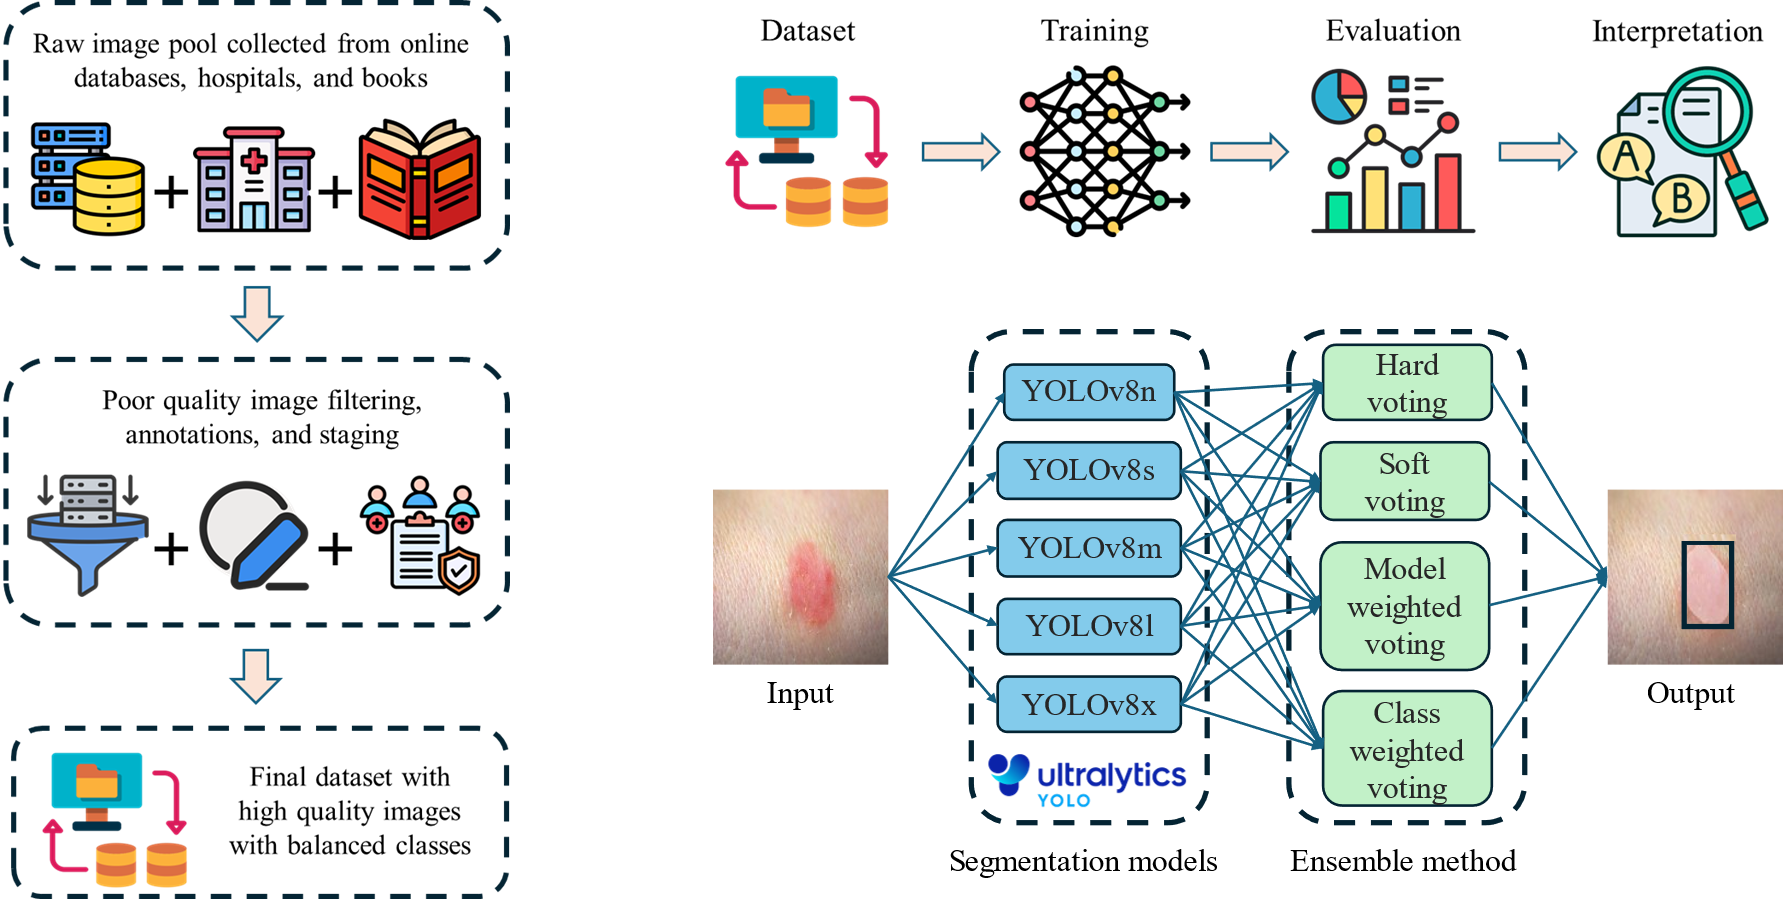 Raw image pool collected from online
databases, hospitals, and books
Poor quality image filtering,
annotations, and staging
Final dataset with
high quality images
with balanced classes
Dataset
Training
Evaluation
Interpretation
A
B
Input
YOLOv8n
YOLOv8s
YOLOv8m
YOLOv8l
YOLOv8x
ultralytics
YOLO
Segmentation models
Hard
voting
Soft
voting
Model
weighted
voting
Class
weighted
voting
Ensemble method
Output